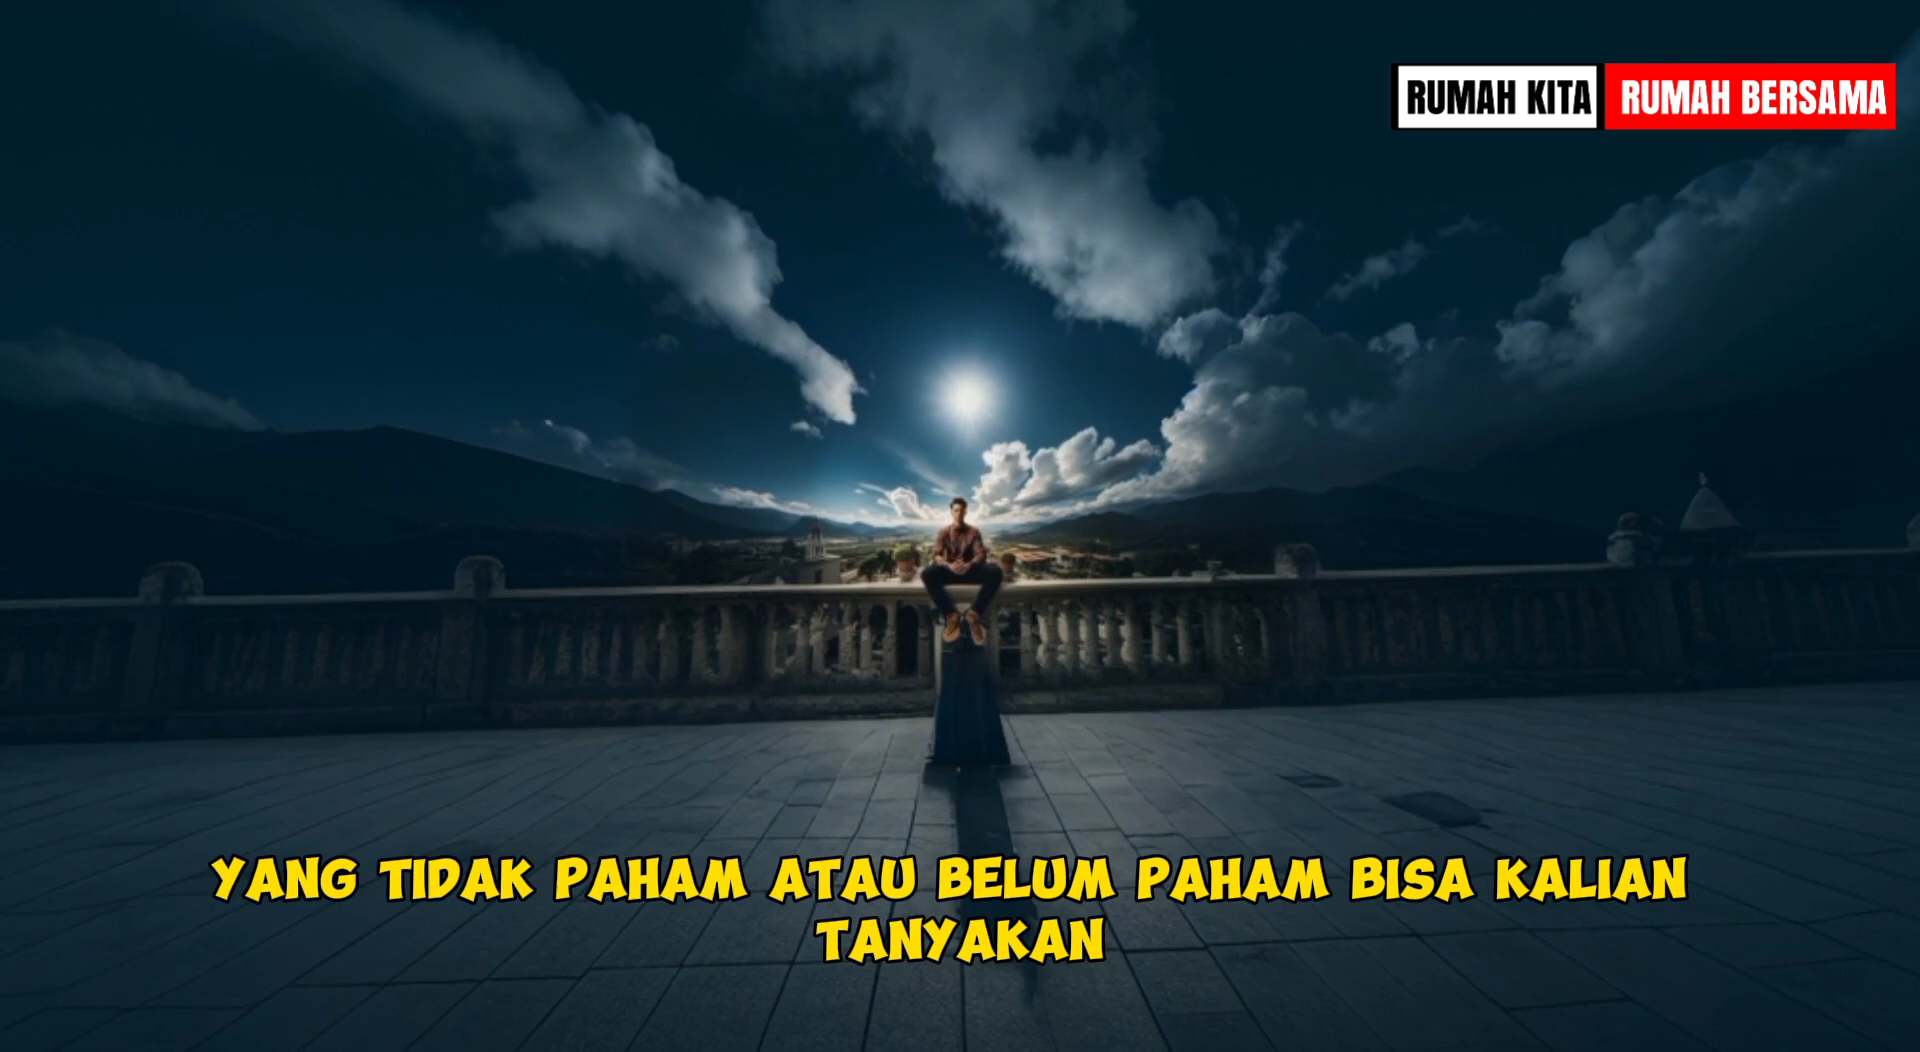 RUMAH KITA RUMAH BERSAMA
YANG TIDAK PAHAM ATAU BELUM PAHAM BISA KALIAN
TANYAKAN